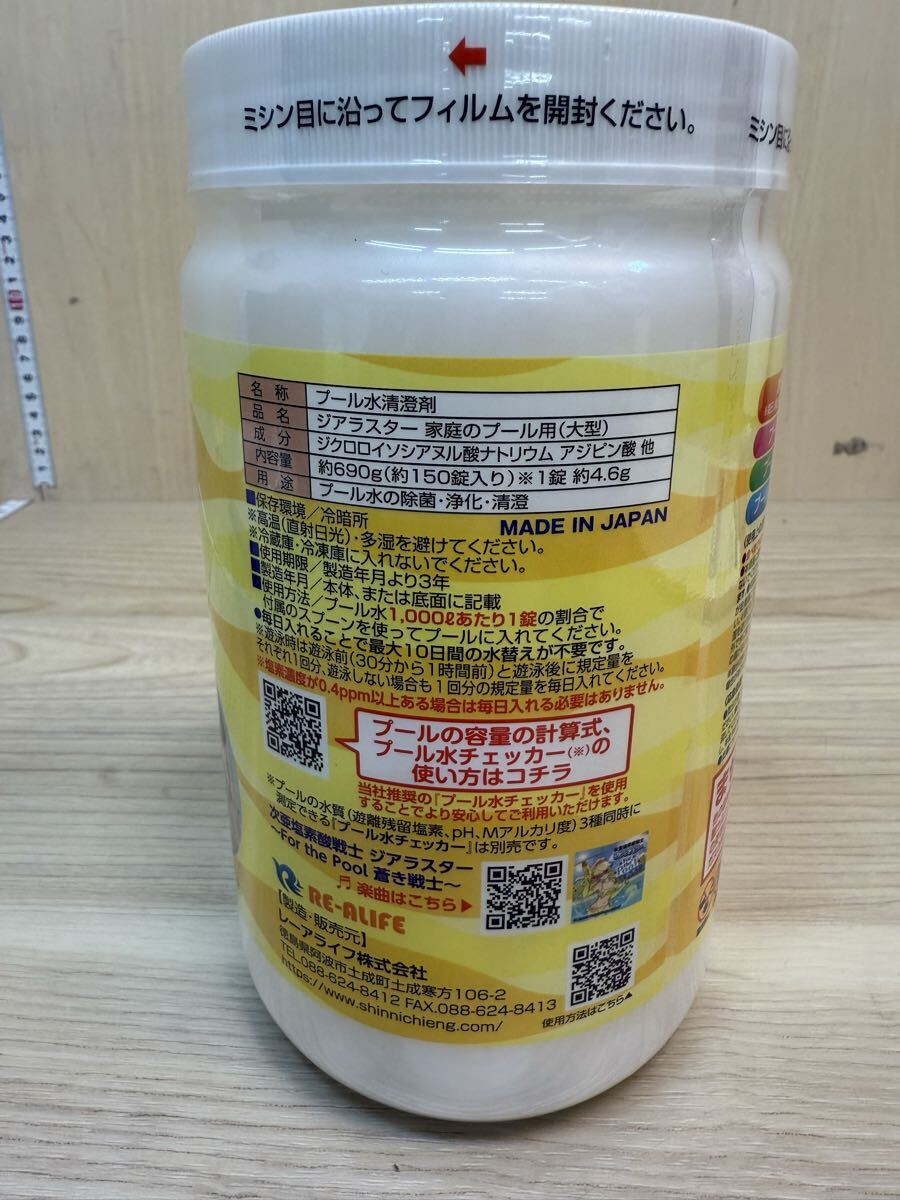 ミシン目に沿ってフィルムを開封ください。
ミシン目に
名 称 プール水清澄剤
品 名 ジアラスター 家庭のプール用(大型)
成 分 ジクロロイソシアヌル酸ナトリウム アジピン酸 他
内容量 約690g(約150錠入り)※1錠 約4.6g
用 途 プール水の除菌・浄化・清澄
MADE IN JAPAN
■保存環境/冷暗所
※高温(直射日光)・多湿を避けてください。
※冷蔵庫・冷凍庫に入れないでください。
■使用期限/製造年月より3年
■製造年月/本体、または底面に記載
■使用方法/プール水1,000ℓあたり1錠の割合で
付属のスプーンを使ってプールに入れてください。
●毎日入れることで最大10日間の水替えが不要です。
※遊泳時は遊泳前(30分から1時間前)と遊泳後に規定量を
それぞれ1回分、遊泳しない場合も1回分の規定量を毎日入れてください。
※塩素濃度が0.4ppm以上ある場合は毎日入れる必要はありません。
プールの容量の計算式、
プール水チェッカー(※)の
使い方はコチラ
当社推奨の『プール水チェッカー』を使用
することでより安心してご利用いただけます。
※プールの水質(遊離残留塩素、pH、Mアルカリ度)3種同時に
測定できる『プール水チェッカー』は別売です。
次亜塩素酸戦士 ジアラスター
～For the Pool 蒼き戦士～
♬ 楽曲はこちら▶
RE-ALIFE
【製造・販売元】
レーアライフ株式会社
徳島県阿波市土成町土成寒方106-2
TEL.088-624-8412 FAX.088-624-8413
https://www.shinnichieng.com/
使用方法はこちら▲